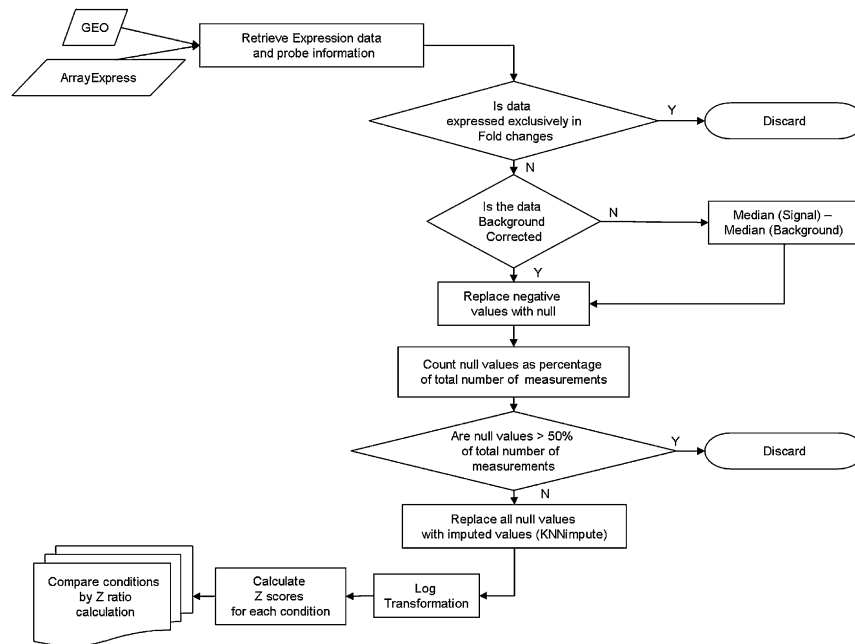 GEO
Retrieve Expression data
and probe information
ArrayExpress
Is data
expressed exclusively in
Fold changes
Y
Discard
N
Is the data
Background
Corrected
N
Median (Signal) –
Median (Background)
Y
Replace negative
values with null
Count null values as percentage
of total number of measurements
Are null values > 50%
of total number of
measurements
Y
Discard
N
Replace all null values
with imputed values (KNNimpute)
Log
Transformation
Calculate
Z scores
for each condition
Compare conditions
by Z ratio
calculation